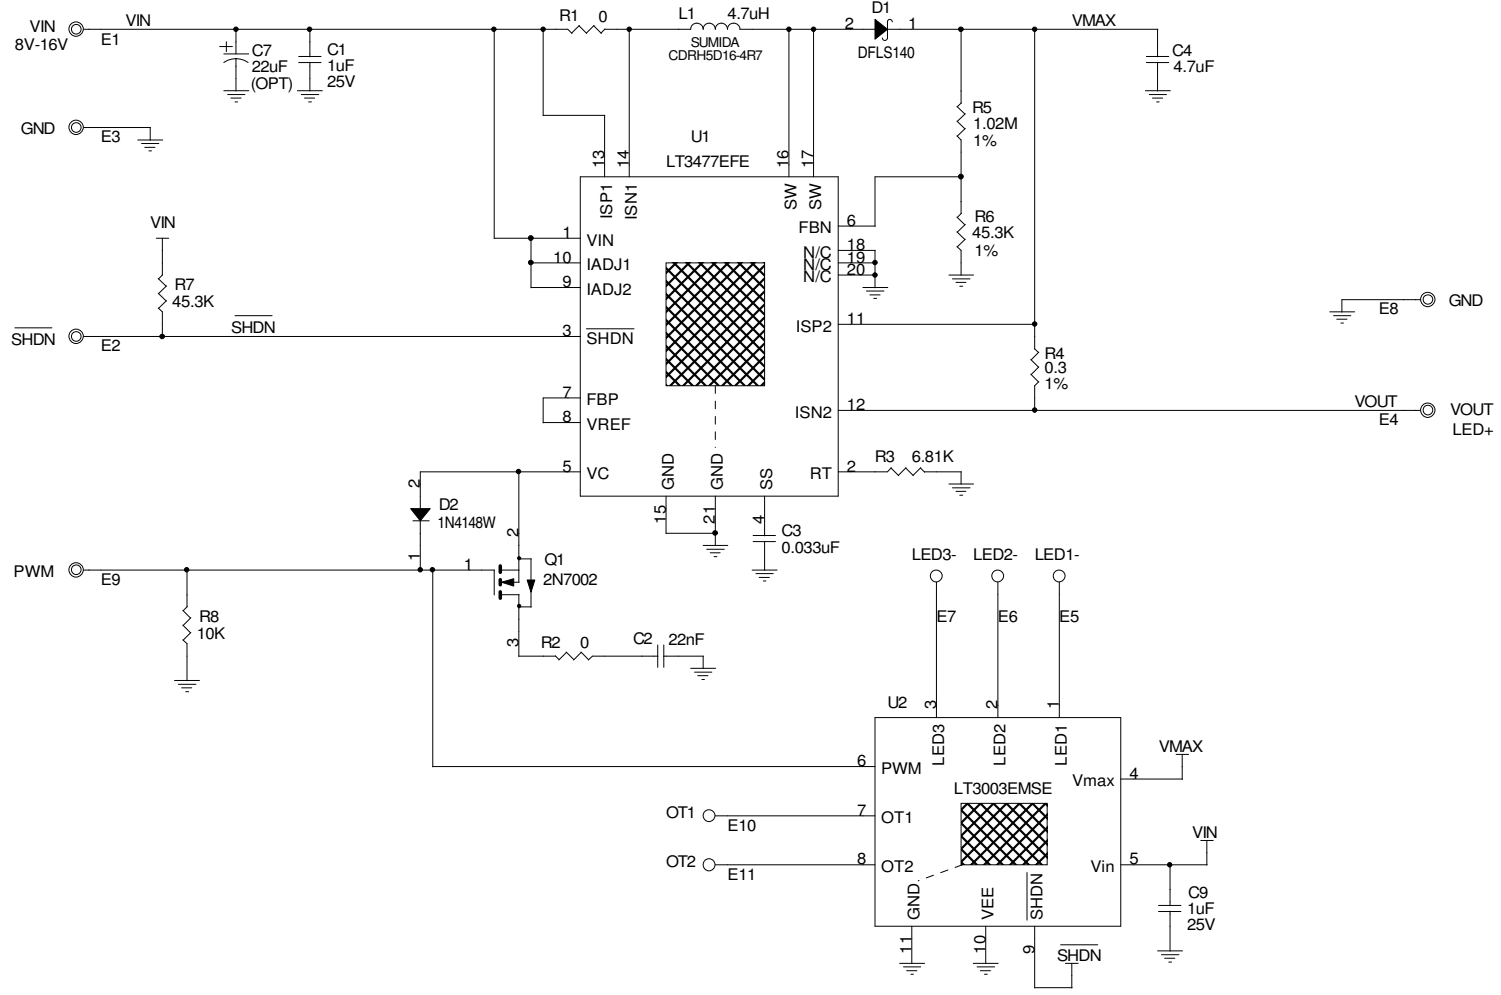 VIN
8V-16V
E1
VIN
+
C7
22uF
(OPT)
C1
1uF
25V
R1 0
L1 4.7uH
SUMIDA
CDRH5D16-4R7
2
D1
1
DFLS140
VMAX
C4
4.7uF
GND
E3
R5
1.02M
1%
U1
LT3477EFE
13
14
16
17
ISP1
ISN1
SW
SW
VIN
R7
45.3K
1
VIN
10
IADJ1
9
IADJ2
FBN
6
N/C
18
N/C
19
N/C
20
R6
45.3K
1%
SHDN
E2
SHDN
3
SHDN
ISP2
11
E8
GND
R4
0.3
1%
7
FBP
8
VREF
ISN2
12
VOUT
E4
VOUT
LED+
5
VC
GND
GND
SS
RT
2
R3 6.81K
15
21
4
C3
0.033uF
2
D2
1N4148W
1
2
PWM
E9
1
Q1
2N7002
3
R8
10K
R2 0
C2 22nF
LED3-
LED2-
LED1-
E7
E6
E5
U2
3
2
1
LED3
LED2
LED1
6
PWM
LT3003EMSE
Vmax
4
VMAX
OT1
E10
7
OT1
OT2
E11
8
OT2
Vin
5
VIN
C9
1uF
25V
GND
VEE
SHDN
11
10
9
SHDN